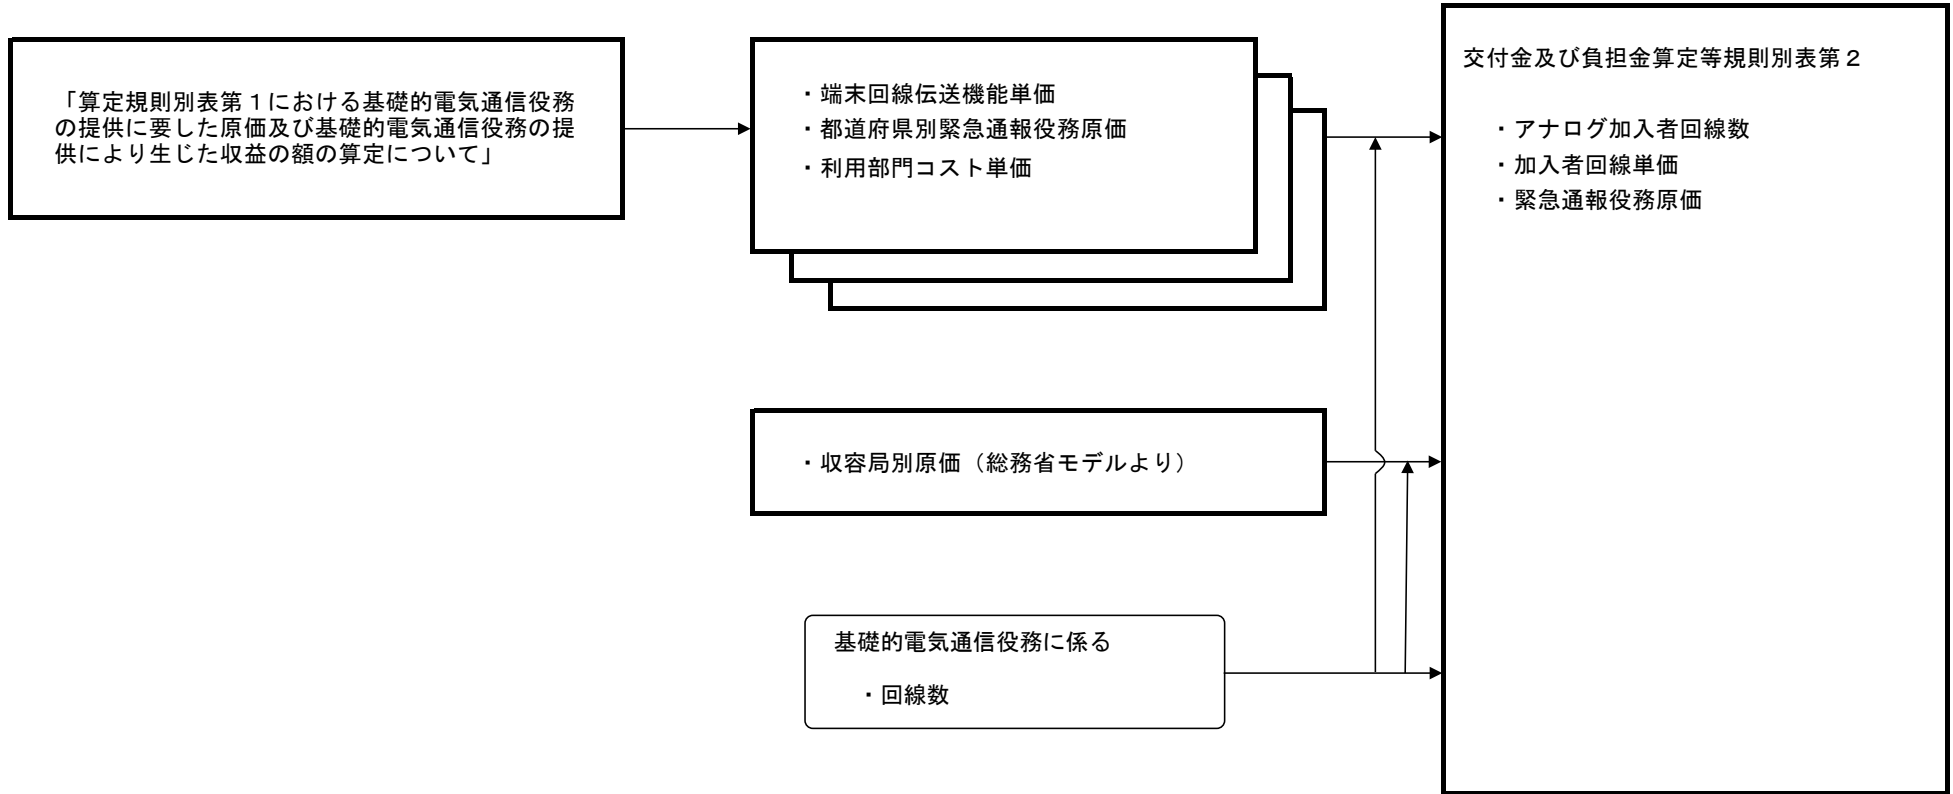 「算定規則別表第１における基礎的電気通信役務
の提供に要した原価及び基礎的電気通信役務の提
供により生じた収益の額の算定について」
・端末回線伝送機能単価
・都道府県別緊急通報役務原価
・利用部門コスト単価
・収容局別原価（総務省モデルより）
基礎的電気通信役務に係る
・回線数
交付金及び負担金算定等規則別表第２
・アナログ加入者回線数
・加入者回線単価
・緊急通報役務原価